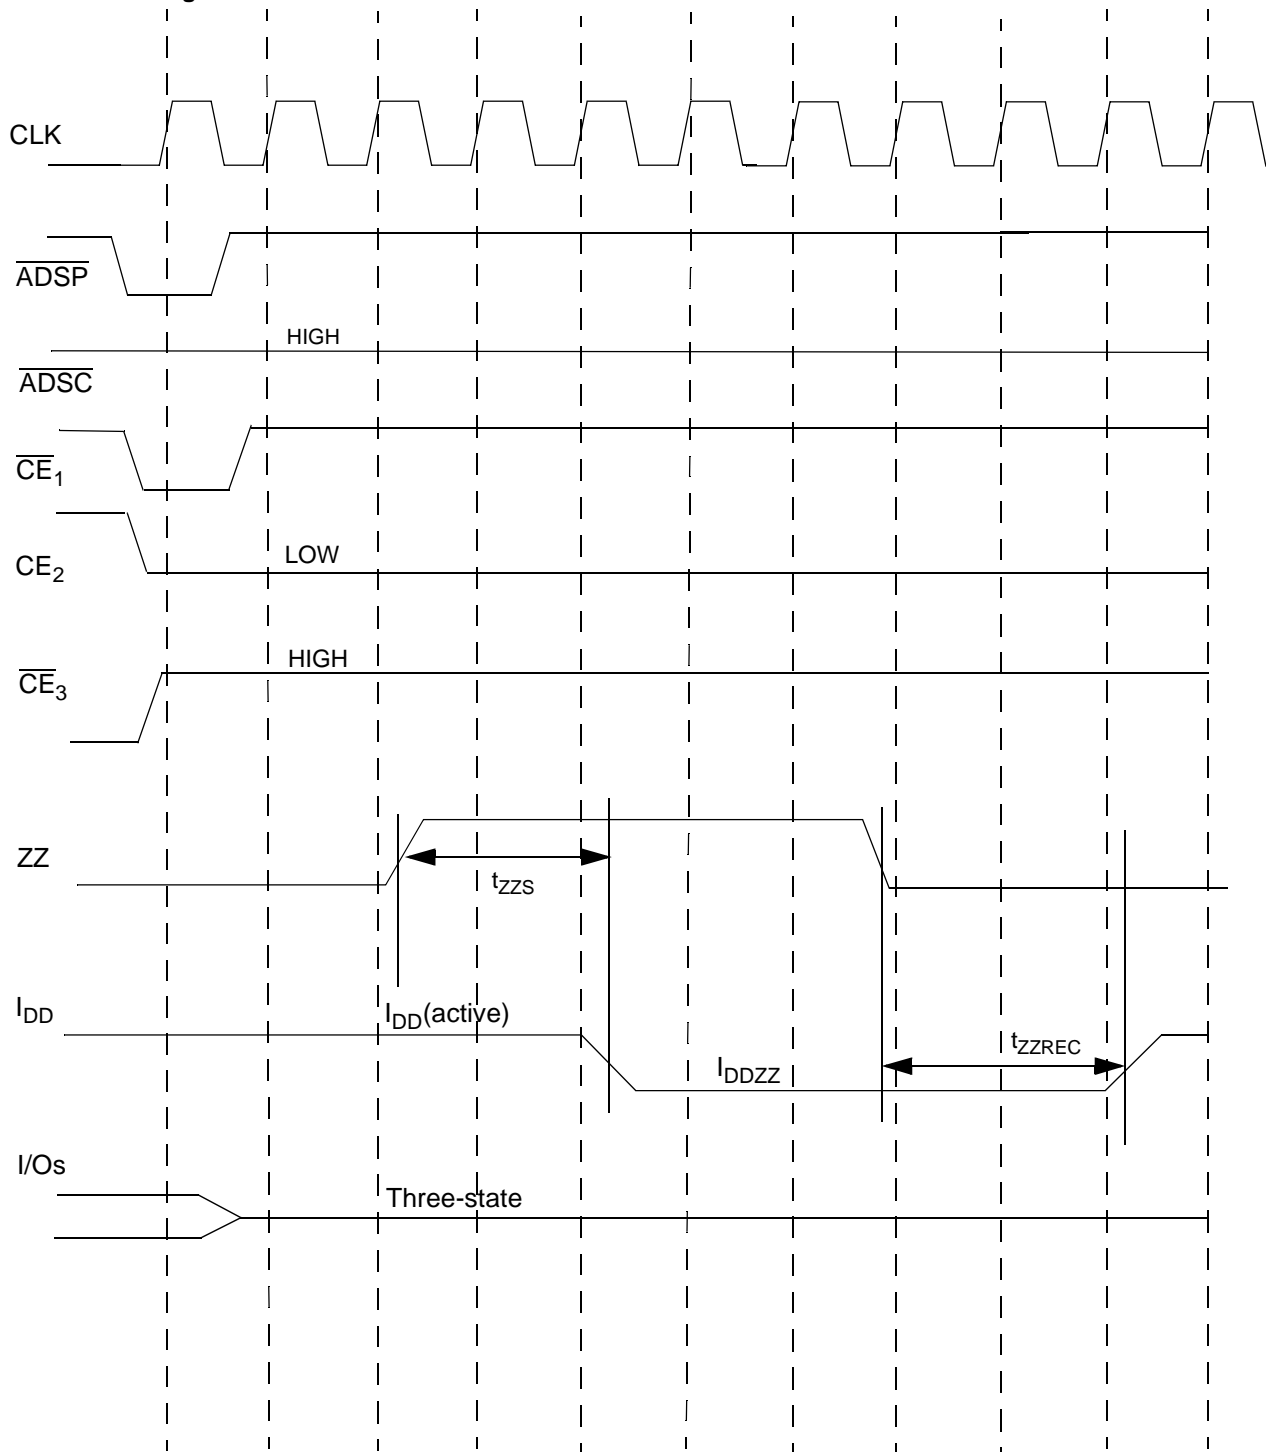 CLK
ADSP
HIGH
ADSC
CE1
LOW
CE2
HIGH
CE3
ZZ
tZZS
IDD
IDD(active)
tZZREC
IDDZZ
I/Os
Three-state